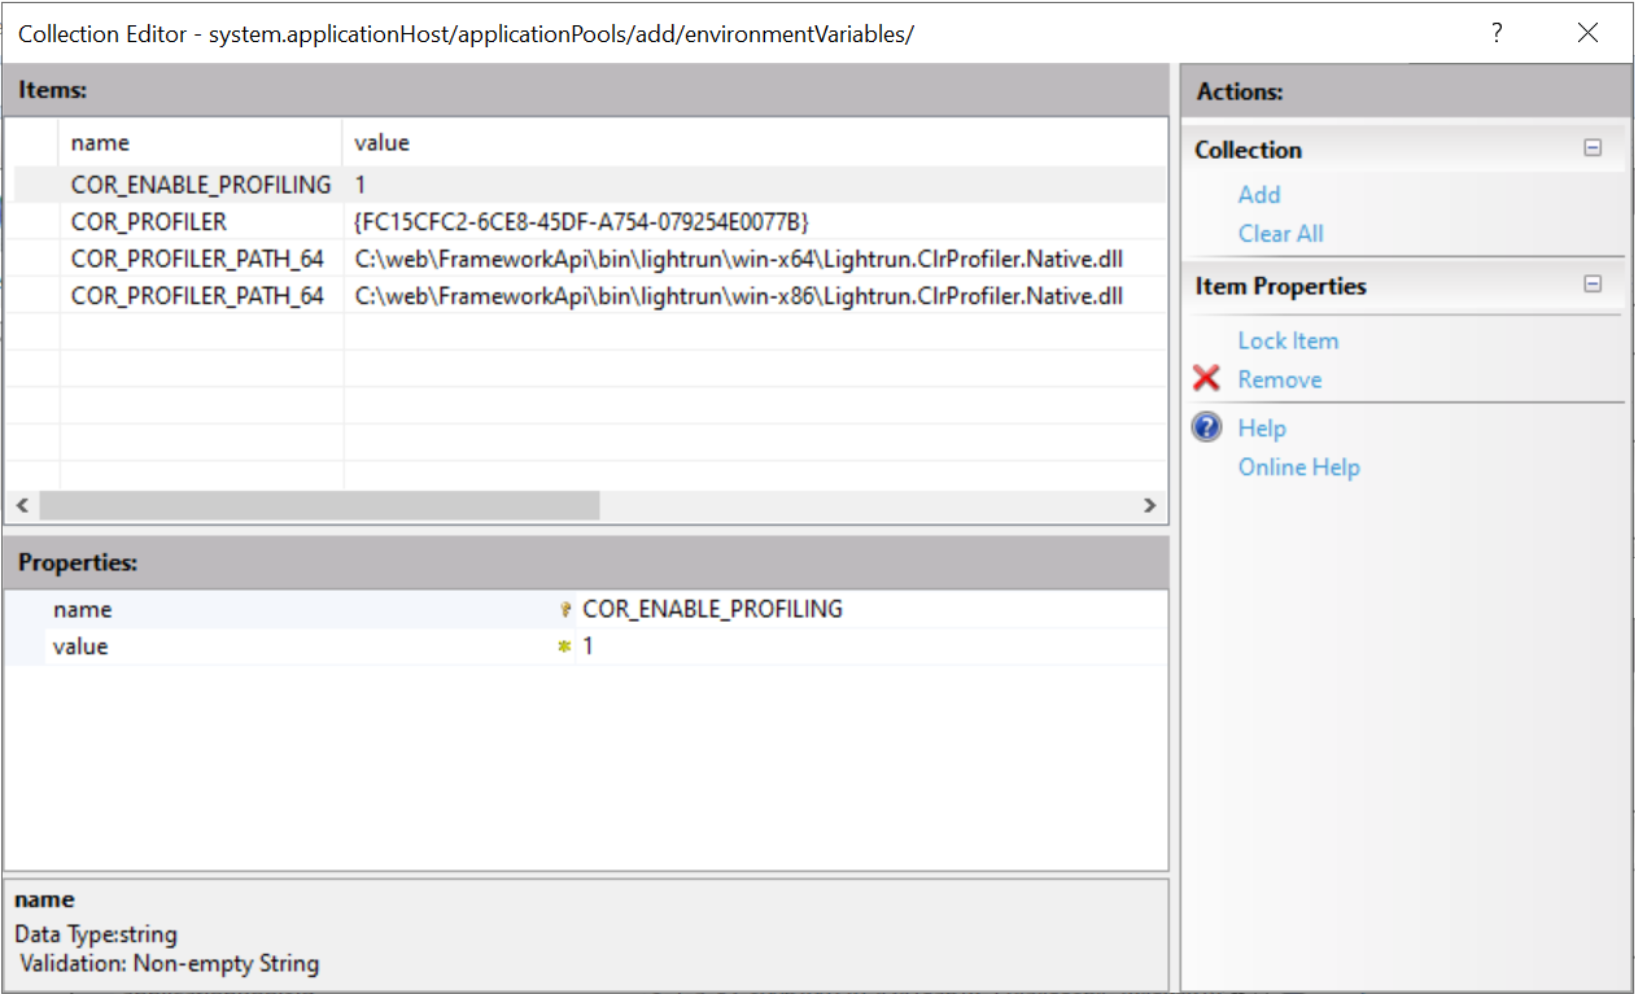 Collection Editor - system.applicationHost/applicationPools/add/environmentVariables/ ?
Items:
name value
COR_ENABLE_PROFILING 1
COR_PROFILER {FC15CFC2-6CE8-45DF-A754-079254E0077B}
COR_PROFILER_PATH_64 C:\web\FrameworkApi\bin\lightrun\win-x64\Lightrun.ClrProfiler.Native.dll
COR_PROFILER_PATH_64 C:\web\FrameworkApi\bin\lightrun\win-x86\Lightrun.ClrProfiler.Native.dll
Properties:
name COR_ENABLE_PROFILING
value 1
name
Data Type:string
Validation: Non-empty String
Actions:
Collection
Add
Clear All
Item Properties
Lock Item
Remove
Help
Online Help